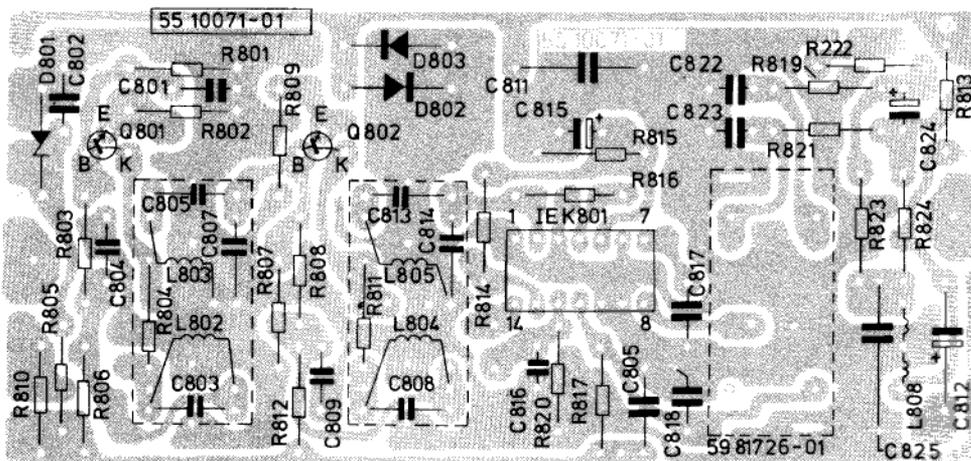 55 10071-01
D801
C802
R801
C801
R802
E
Q801
B
K
R809
E
Q802
B
K
D803
D802
C811
C815
R815
R816
C822
C823
R819
R222
R821
C824
R813
C805
C807
L803
R803
C804
R804
L802
C803
R805
R810
R806
R807
R808
R812
C809
C813
C814
L805
R811
L804
C808
R814
1
IEK801
7
14
8
C817
C816
R820
R817
C805
C818
59 81726-01
R823
R824
L808
C812
C825